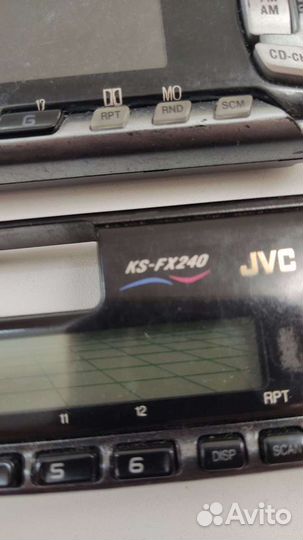 FM
AM
CD-CH
MO
6
RPT
RND
SCM
KS-FX240
JVC
11
12
RPT
5
6
DISP
SCAN
Avito